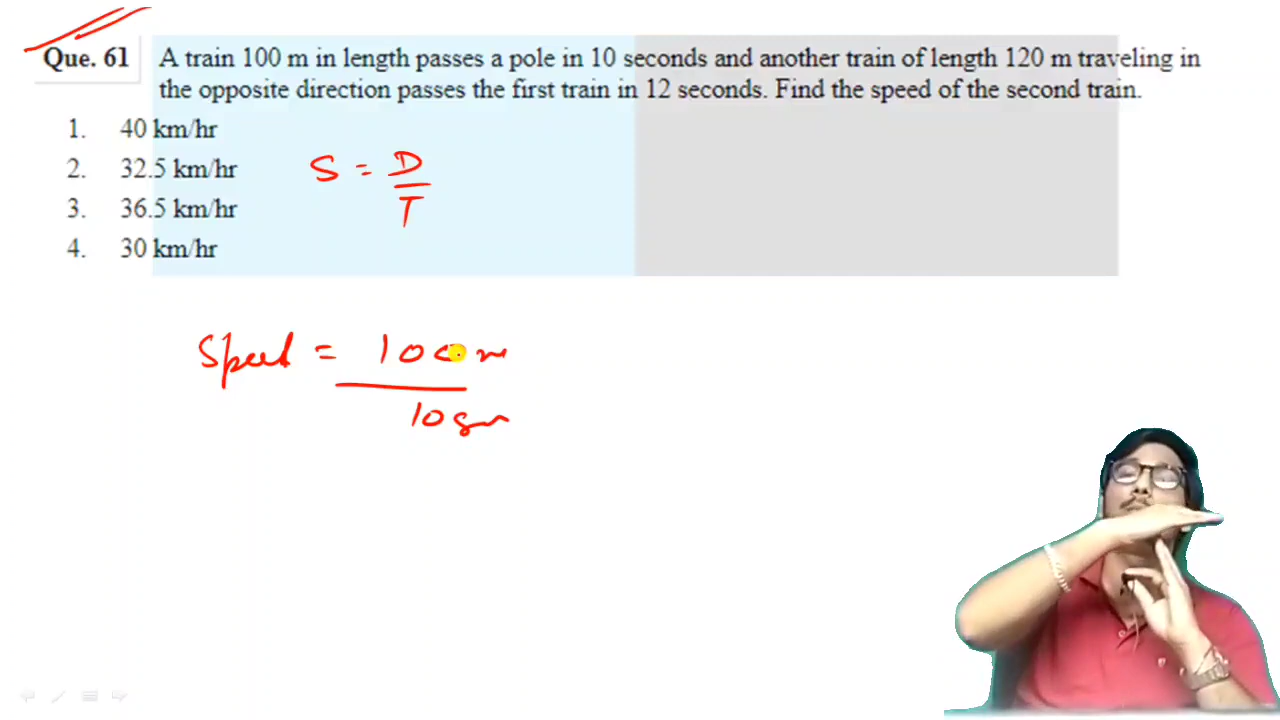 Que. 61 A train 100 m in length passes a pole in 10 seconds and another train of length 120 m traveling in
the opposite direction passes the first train in 12 seconds. Find the speed of the second train.
1. 40 km/hr
2. 32.5 km/hr
3. 36.5 km/hr
4. 30 km/hr
S = D
T
Speed = 100 m
10